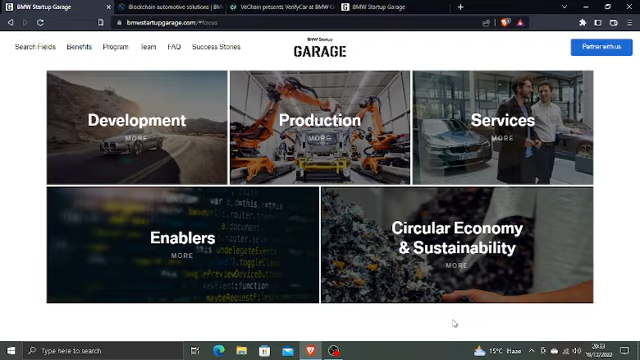 BMW Startup Garage
Blockchain automotive solutions | BM
VeChain presents VerifyCar at BMW
BMW Startup Garage
bmwstartupgarage.com/#focus
Search Fields Benefits Program Team FAQ Success Stories
BMW Startup
GARAGE
Partner with us
Development
MORE
Production
MORE
Services
MORE
Enablers
MORE
Circular Economy
& Sustainability
MORE
Type here to search
15°C Haze
20:33
19/12/2022